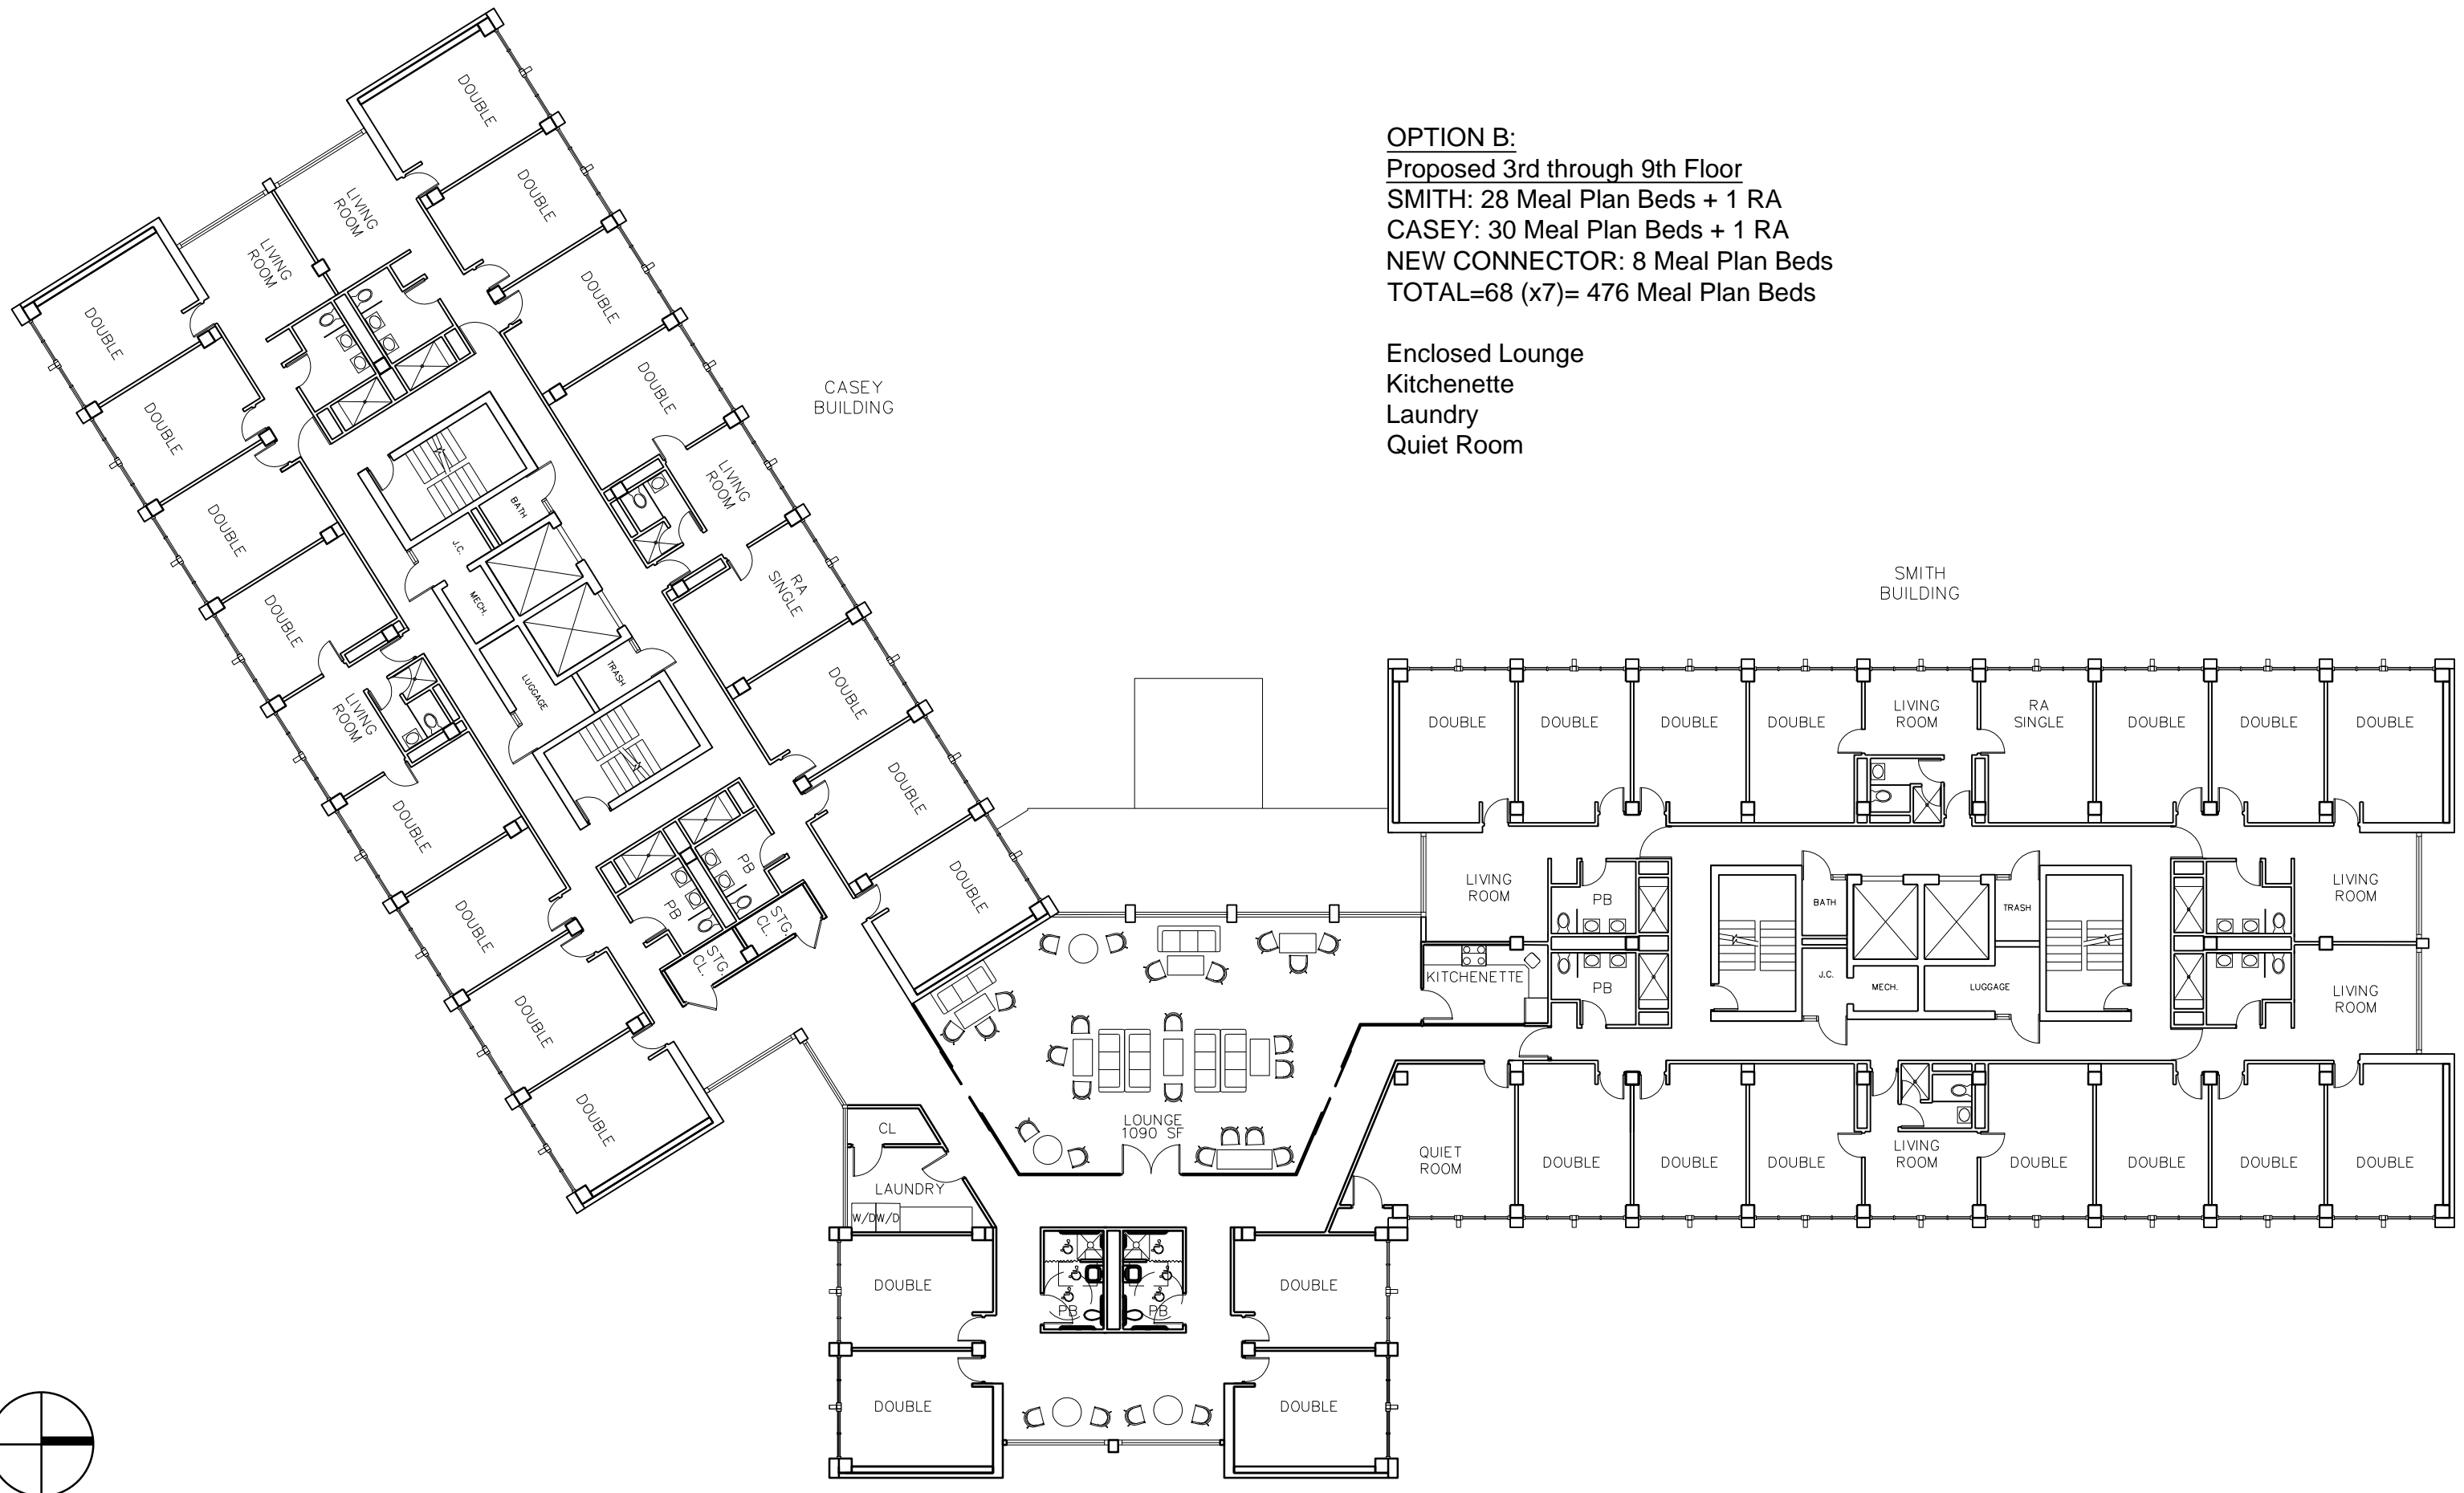 OPTION B:
Proposed 3rd through 9th Floor
SMITH: 28 Meal Plan Beds + 1 RA
CASEY: 30 Meal Plan Beds + 1 RA
NEW CONNECTOR: 8 Meal Plan Beds
TOTAL=68 (x7)= 476 Meal Plan Beds
Enclosed Lounge
Kitchenette
Laundry
Quiet Room
CASEY
BUILDING
DOUBLE
DOUBLE
DOUBLE
DOUBLE
LIVING
ROOM
RA
SINGLE
DOUBLE
DOUBLE
DOUBLE
LIVING
ROOM
LIVING
ROOM
DOUBLE
DOUBLE
DOUBLE
DOUBLE
LIVING
ROOM
DOUBLE
DOUBLE
DOUBLE
DOUBLE
BATH
J.C.
MECH.
LUGGAGE
TRASH
PB
PB
STG.
CL.
STG.
CL.
SMITH
BUILDING
DOUBLE
DOUBLE
DOUBLE
DOUBLE
LIVING
ROOM
RA
SINGLE
DOUBLE
DOUBLE
DOUBLE
LIVING
ROOM
PB
BATH
TRASH
LIVING
ROOM
KITCHENETTE
PB
J.C.
MECH.
LUGGAGE
LIVING
ROOM
QUIET
ROOM
DOUBLE
DOUBLE
DOUBLE
LIVING
ROOM
DOUBLE
DOUBLE
DOUBLE
DOUBLE
LOUNGE
1090 SF
CL
LAUNDRY
W/D W/D
DOUBLE
PB
PB
DOUBLE
DOUBLE
DOUBLE